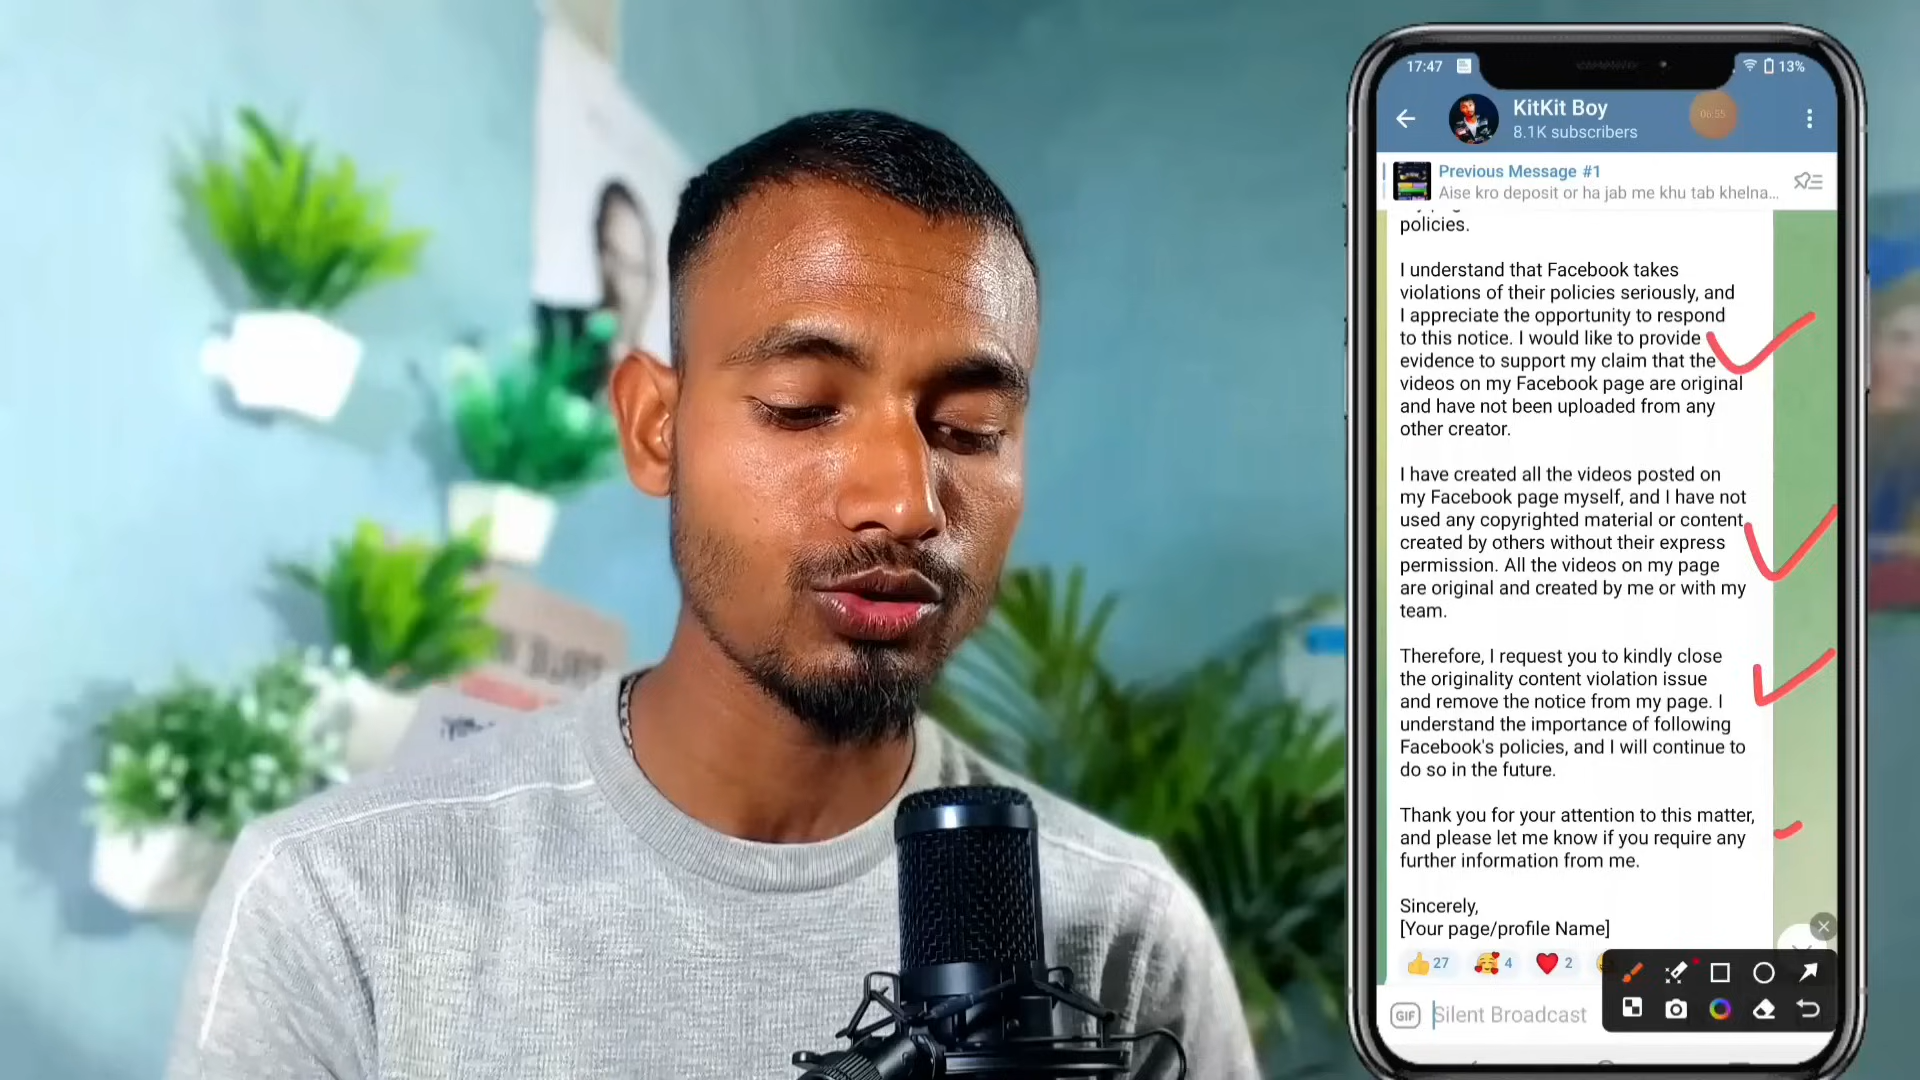 17:47
13%
KitKit Boy
8.1K subscribers
06:55
Previous Message #1
Aise kro deposit or ha jab me khu tab khelna...
policies.
I understand that Facebook takes
violations of their policies seriously, and
I appreciate the opportunity to respond
to this notice. I would like to provide
evidence to support my claim that the
videos on my Facebook page are original
and have not been uploaded from any
other creator.
I have created all the videos posted on
my Facebook page myself, and I have not
used any copyrighted material or content
created by others without their express
permission. All the videos on my page
are original and created by me or with my
team.
Therefore, I request you to kindly close
the originality content violation issue
and remove the notice from my page. I
understand the importance of following
Facebook's policies, and I will continue to
do so in the future.
Thank you for your attention to this matter,
and please let me know if you require any
further information from me.
Sincerely,
[Your page/profile Name]
27
4
2
GIF
Silent Broadcast